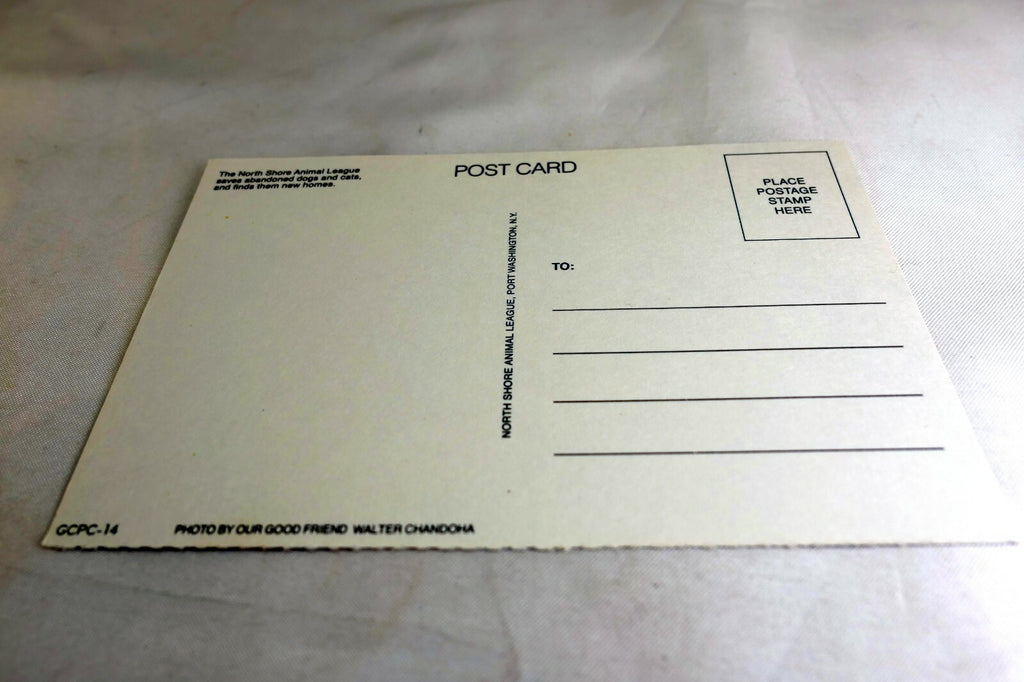 The North Shore Animal League
saves abandoned dogs and cats,
and finds them new homes.
POST CARD
PLACE
POSTAGE
STAMP
HERE
NORTH SHORE ANIMAL LEAGUE, PORT WASHINGTON, N.Y.
TO:
GCPC-14
PHOTO BY OUR GOOD FRIEND WALTER CHANDOHA